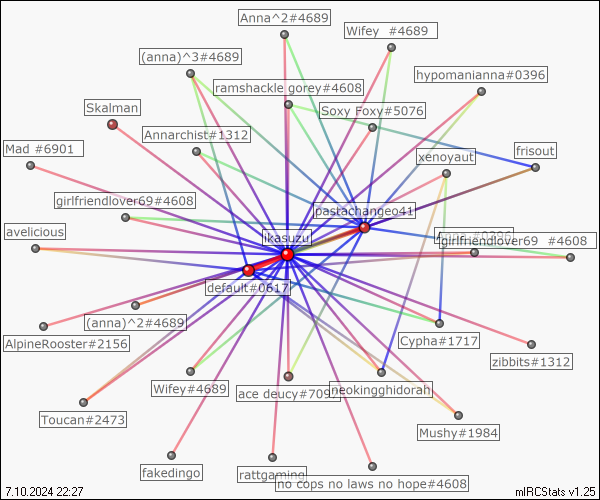 Anna^2#4689
Wifey  #4689
(anna)^3#4689
hypomanianna#0396
ramshackle gorey#4608
Skalman
Soxy Foxy#5076
Annarchist#1312
Mad #6901
xenoyaut
frisout
girlfriendlover69#4608
pastachangeo41
avelicious
ikasuzu
Anna #0396
girlfriendlover69  #4608
default#0617
(anna)^2#4689
AlpineRooster#2156
Cypha#1717
zibbits#1312
Wifey#4689
ace deucy#709
neokingghidorah
Toucan#2473
Mushy#1984
fakedingo
rattgaming
no cops no laws no hope#4608
7.10.2024 22:27
mIRCStats v1.25